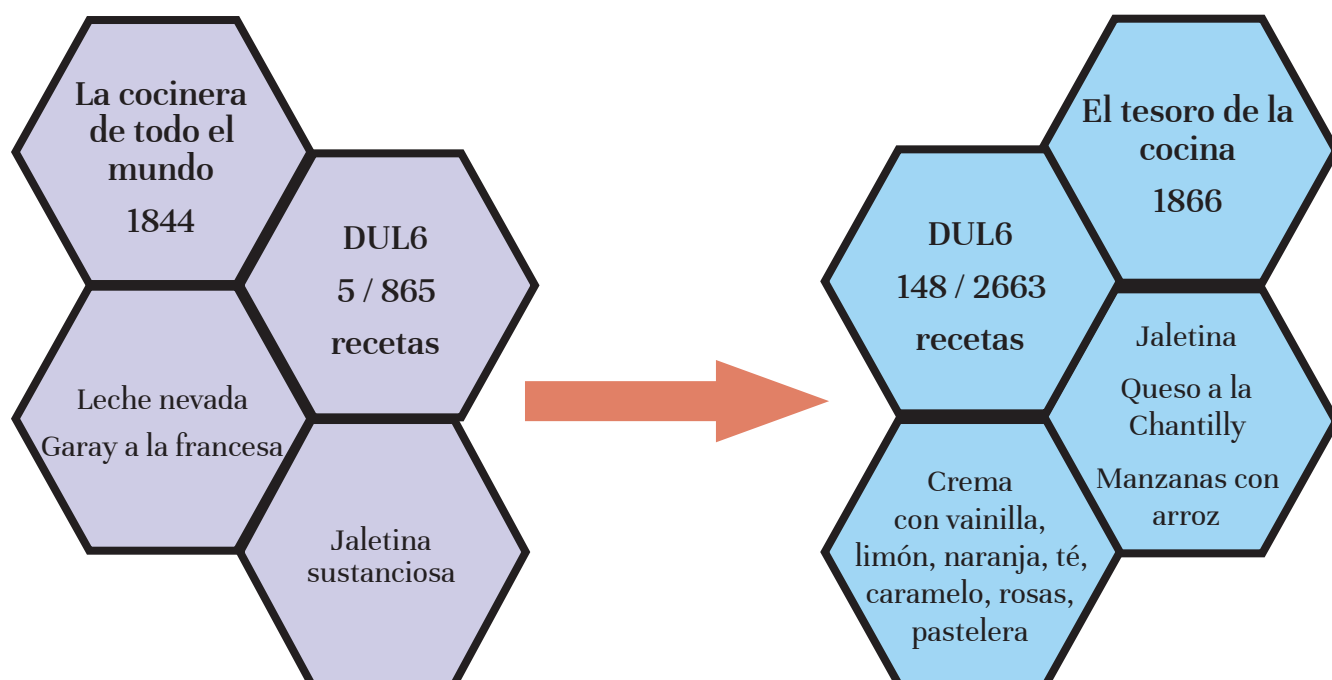 La cocinera
de todo el
mundo
1844
DUL6
5 / 865
recetas
Leche nevada
Garay a la francesa
Jaletina
sustanciosa
El tesoro de la
cocina
1866
DUL6
148 / 2663
recetas
Jaletina
Queso a la
Chantilly
Manzanas con
arroz
Crema
con vainilla,
limón, naranja, té,
caramelo, rosas,
pastelera